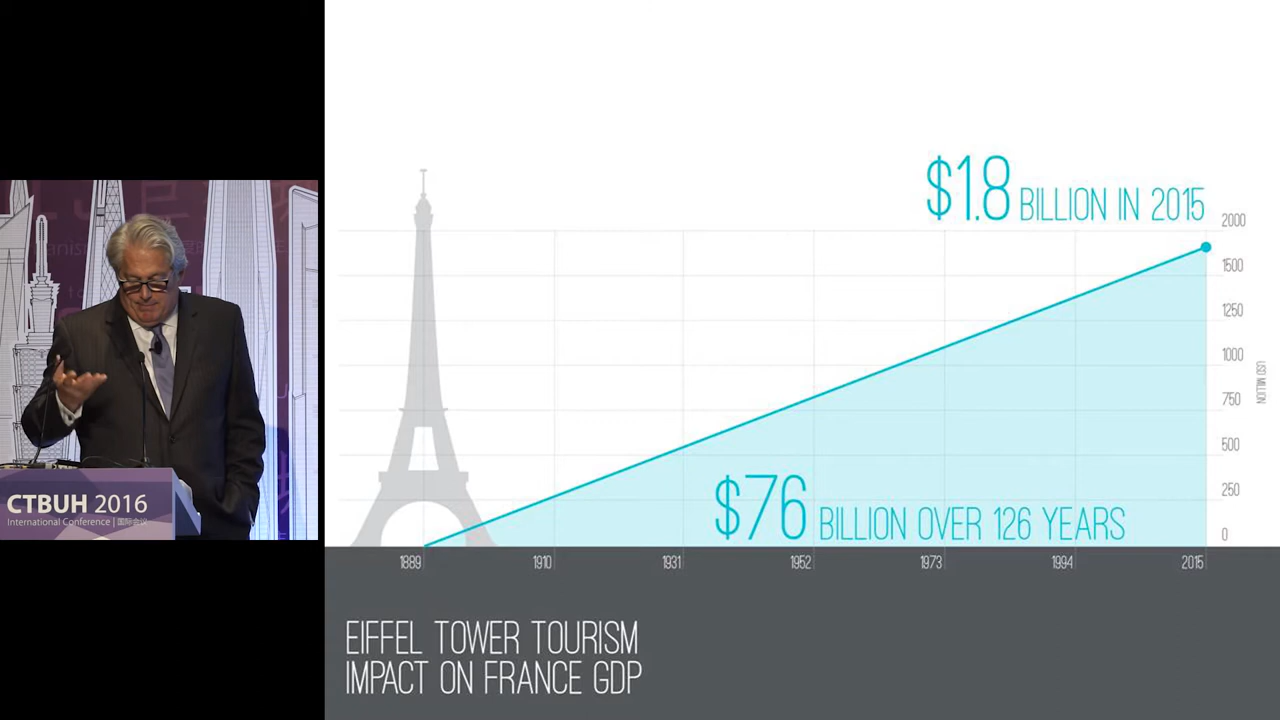 CTBUH 2016
International Conference | 国际会议
$1.8 BILLION IN 2015
2000
1500
1250
1000
750
500
250
0
USD MILLION
$76 BILLION OVER 126 YEARS
1889
1910
1931
1952
1973
1994
2015
EIFFEL TOWER TOURISM
IMPACT ON FRANCE GDP